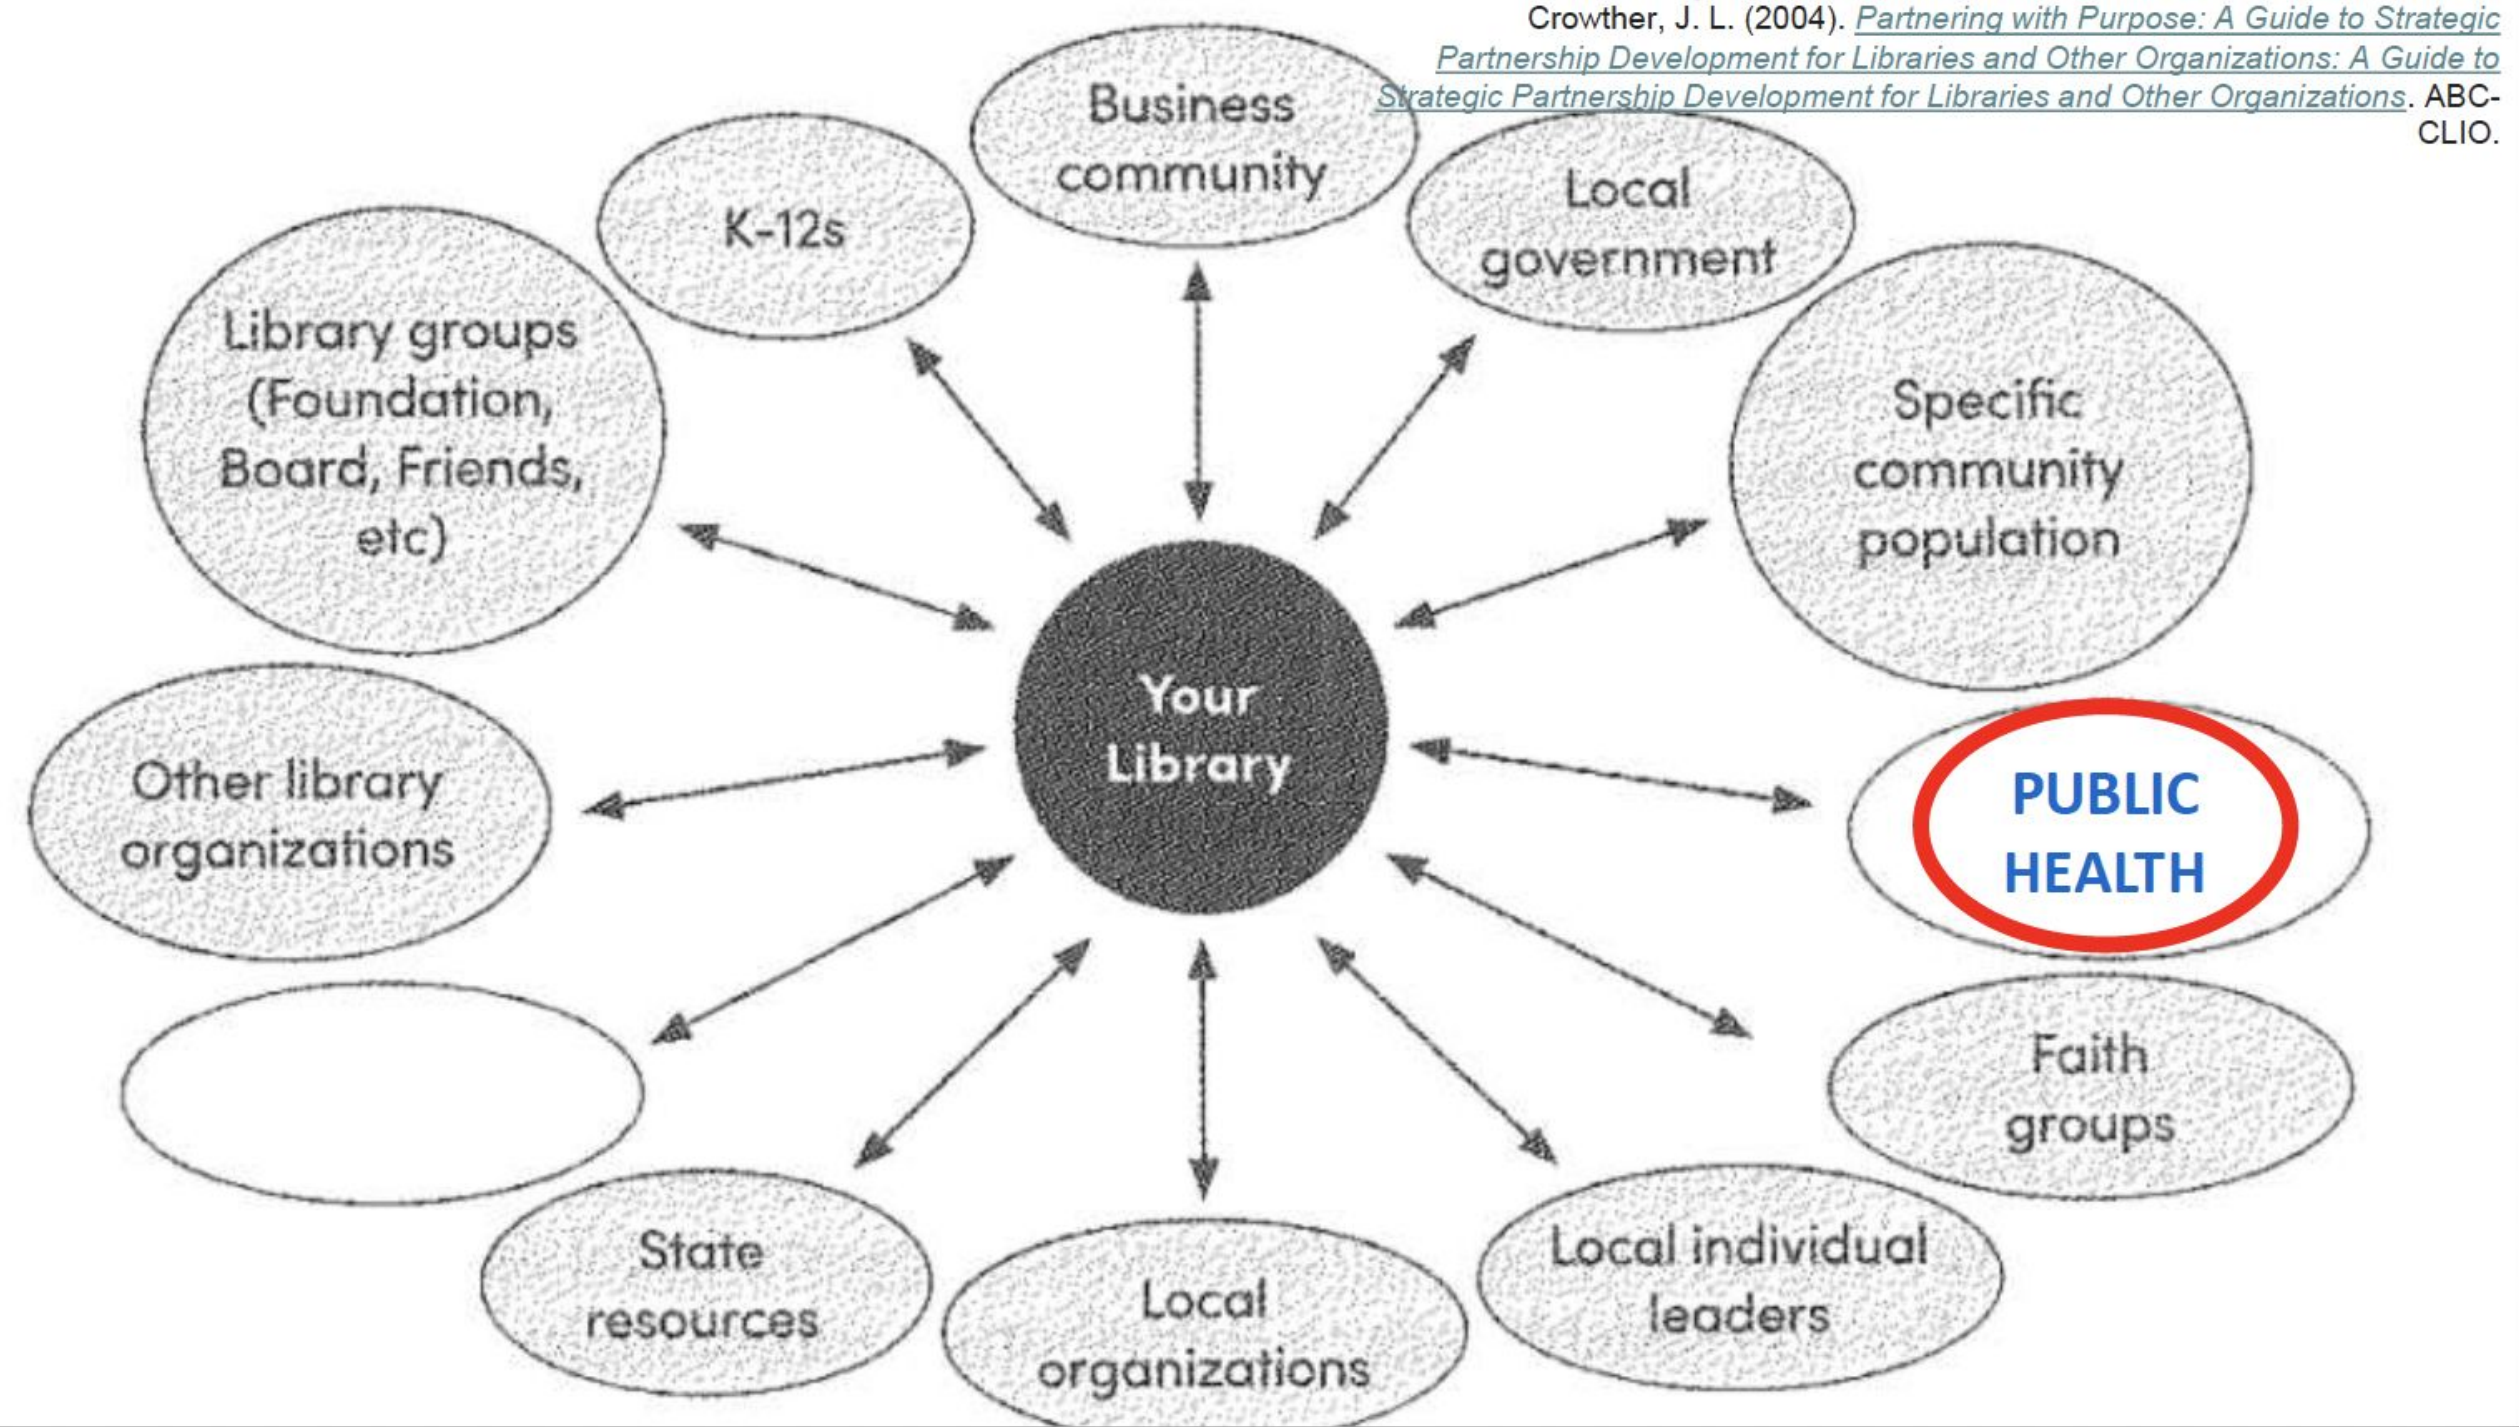 Crowther, J. L. (2004). Partnering with Purpose: A Guide to Strategic
Partnership Development for Libraries and Other Organizations: A Guide to
Strategic Partnership Development for Libraries and Other Organizations. ABC-
CLIO.
Business
community
K-12s
Local
government
Library groups
(Foundation,
Board, Friends,
etc)
Specific
community
population
Your
Library
Other library
organizations
PUBLIC
HEALTH
Faith
groups
State
resources
Local
organizations
Local individual
leaders